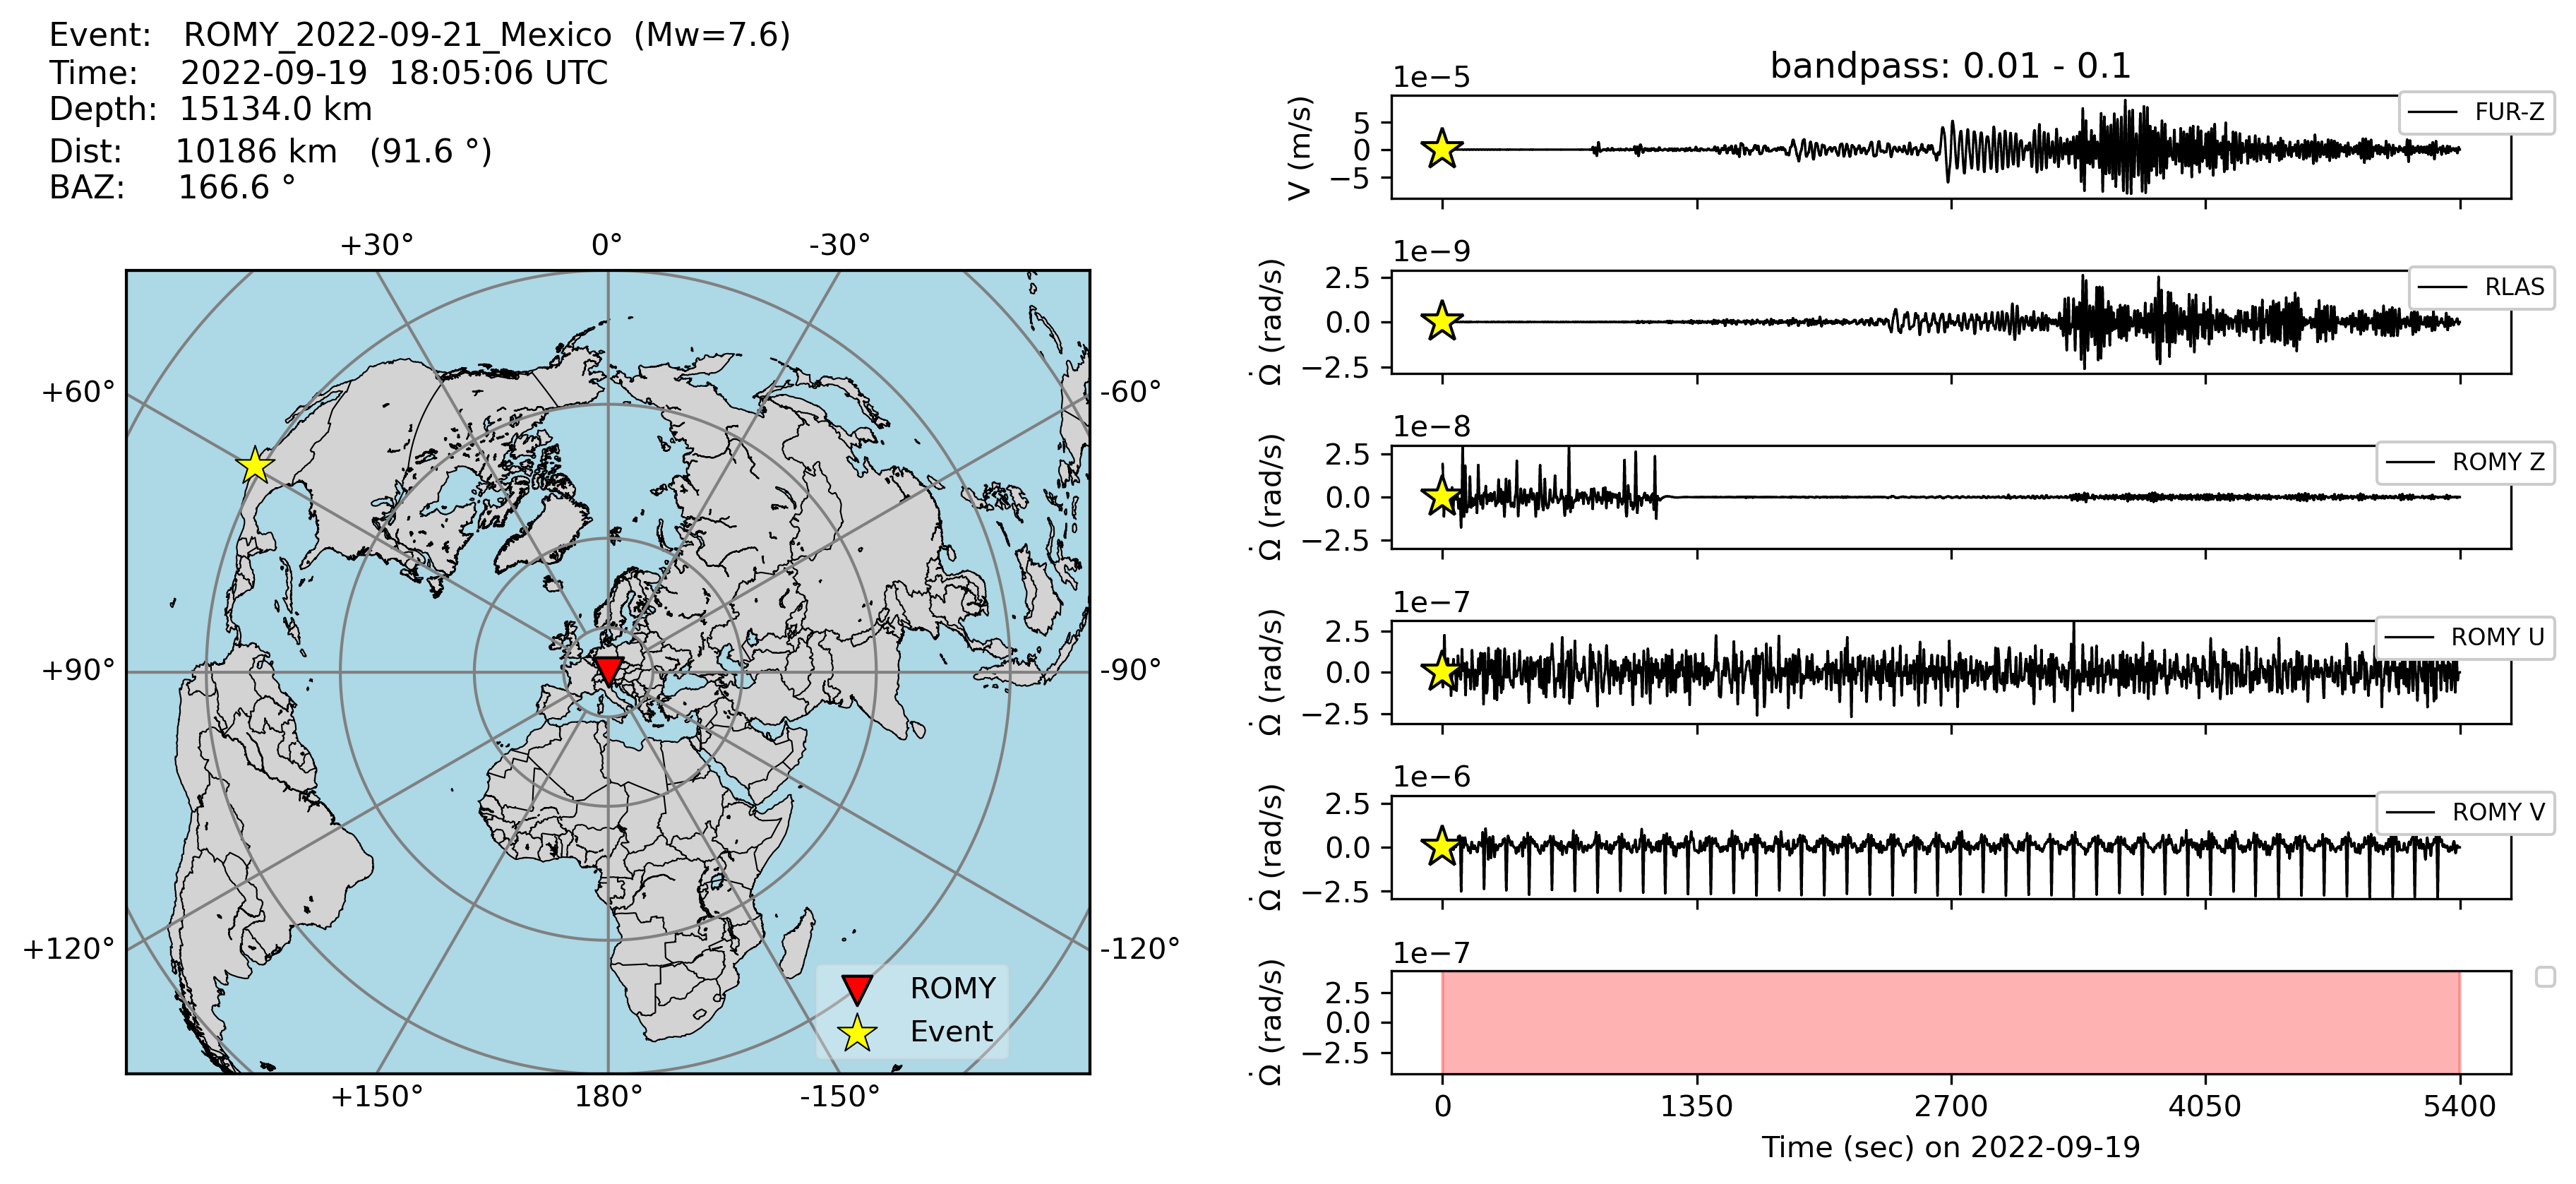 Event: ROMY_2022-09-21_Mexico (Mw=7.6)
Time: 2022-09-19 18:05:06 UTC
Depth: 15134.0 km
Dist: 10186 km (91.6 °)
BAZ: 166.6 °
+30° 0° -30°
+60° -60°
+90° -90°
+120° -120°
+150° 180° -150°
ROMY
Event
bandpass: 0.01 - 0.1
1e−5
V (m/s)
5
0
−5
FUR-Z
1e−9
Ω̇ (rad/s)
2.5
0.0
−2.5
RLAS
1e−8
Ω̇ (rad/s)
2.5
0.0
−2.5
ROMY Z
1e−7
Ω̇ (rad/s)
2.5
0.0
−2.5
ROMY U
1e−6
Ω̇ (rad/s)
2.5
0.0
−2.5
ROMY V
1e−7
Ω̇ (rad/s)
2.5
0.0
−2.5
0 1350 2700 4050 5400
Time (sec) on 2022-09-19